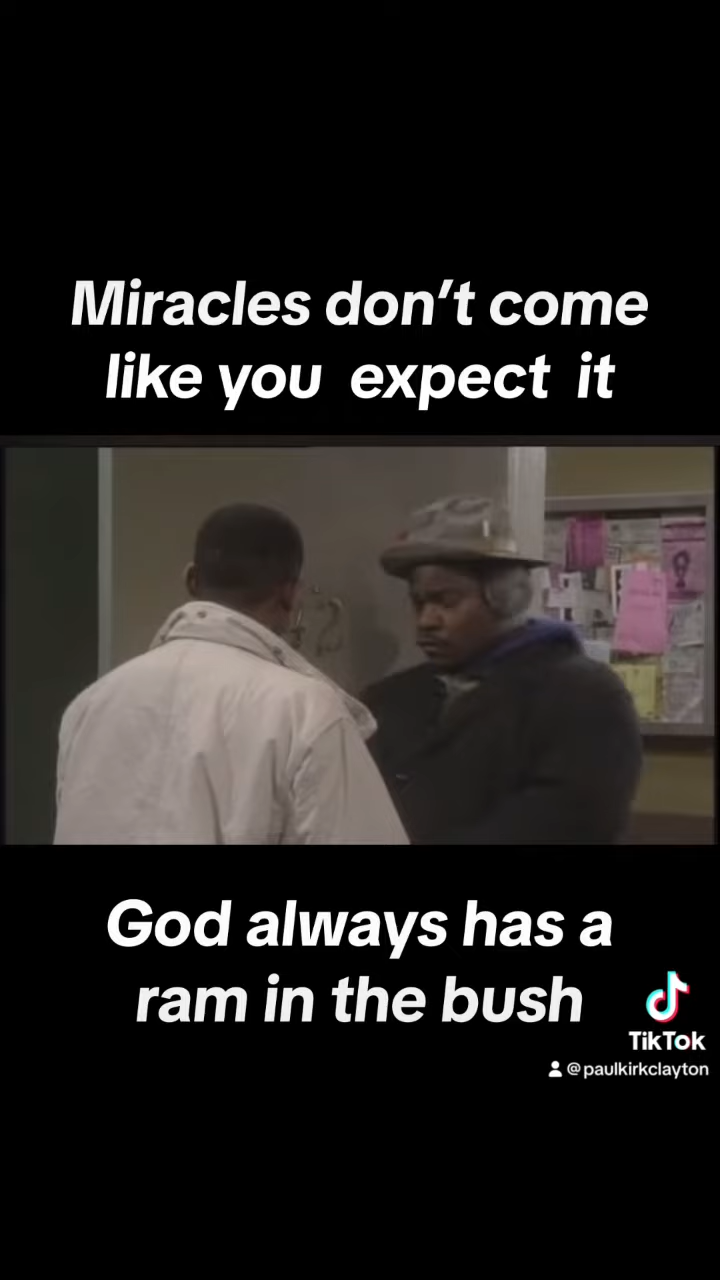 Miracles don't come
like you expect it
God always has a
ram in the bush
TikTok
@paulkirkclayton